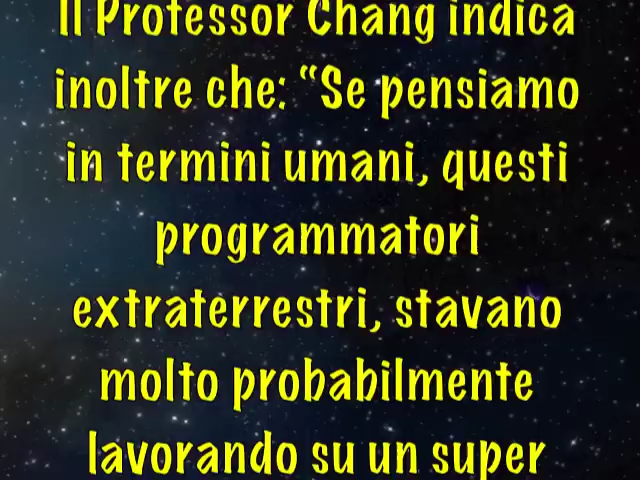 Il Professor Chang indica
inoltre che: “Se pensiamo
in termini umani, questi
programmatori
extraterrestri, stavano
molto probabilmente
lavorando su un super